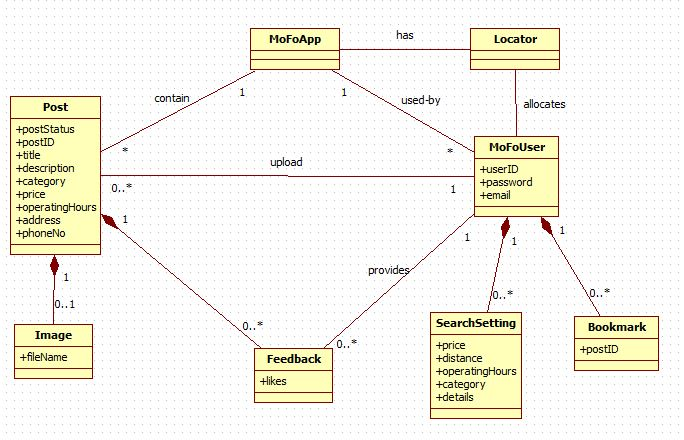 MoFoApp
has
Locator
contain
1
1
used-by
allocates
*
*
Post
+postStatus
+postID
+title
+description
+category
+price
+operatingHours
+address
+phoneNo
upload
0..*
1
MoFoUser
+userID
+password
+email
1
1
0..1
Image
+fileName
provides
1
0..*
0..*
Feedback
+likes
1
0..*
SearchSetting
+price
+distance
+operatingHours
+category
+details
1
0..*
Bookmark
+postID